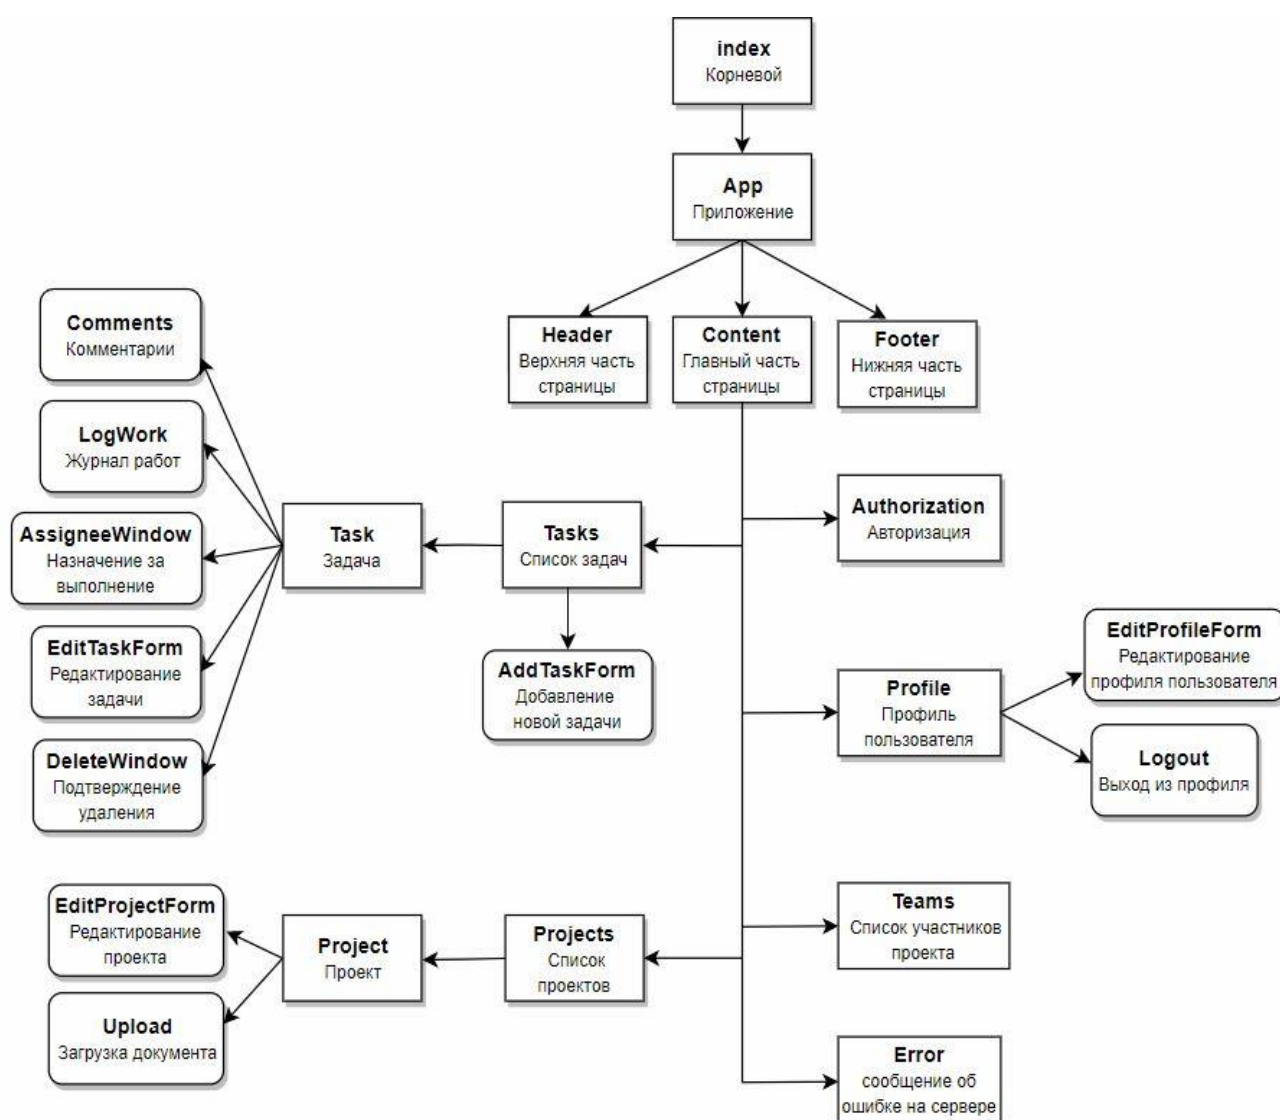 index
Корневой
App
Приложение
Header
Верхняя часть
страницы
Content
Главный часть
страницы
Footer
Нижняя часть
страницы
Comments
Комментарии
LogWork
Журнал работ
AssigneeWindow
Назначение за
выполнение
EditTaskForm
Редактирование
задачи
DeleteWindow
Подтверждение
удаления
Task
Задача
Tasks
Список задач
AddTaskForm
Добавление
новой задачи
Authorization
Авторизация
Profile
Профиль
пользователя
EditProfileForm
Редактирование
профиля пользователя
Logout
Выход из профиля
EditProjectForm
Редактирование
проекта
Upload
Загрузка документа
Project
Проект
Projects
Список
проектов
Teams
Список участников
проекта
Error
сообщение об
ошибке на сервере